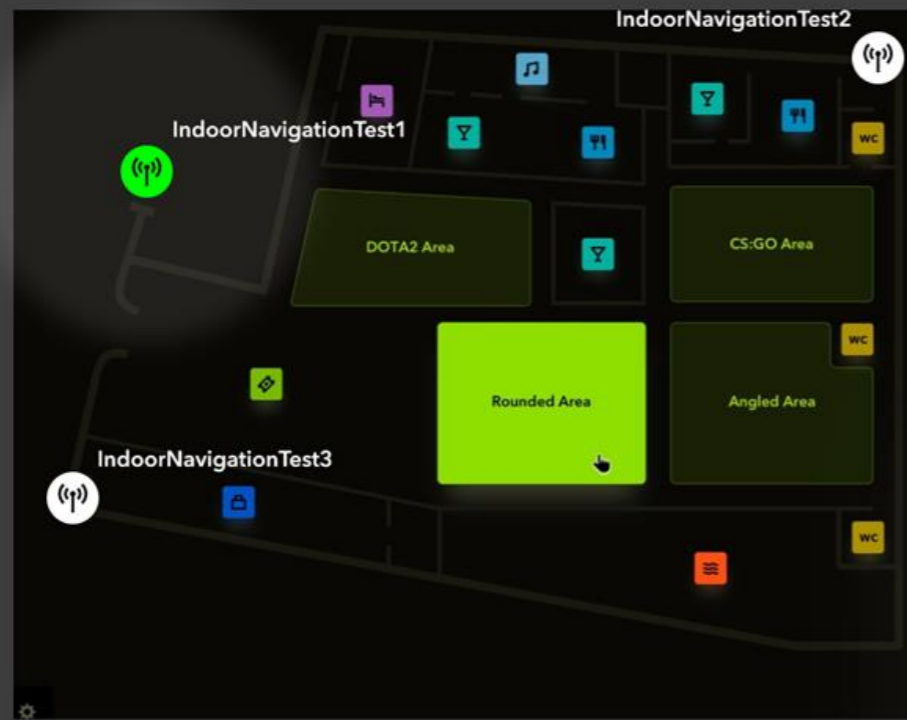 IndoorNavigationTest2
IndoorNavigationTest1
WC
DOTA2 Area
CS:GO Area
WC
Rounded Area
Angled Area
IndoorNavigationTest3
WC